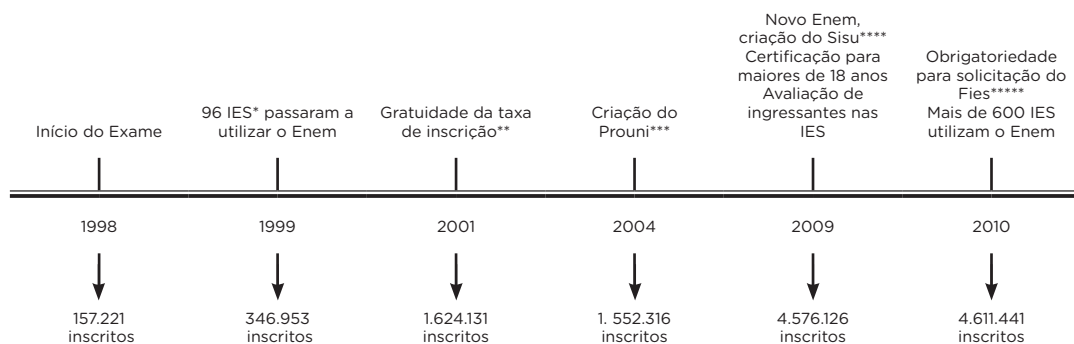 Início do Exame
96 IES* passaram a
utilizar o Enem
Gratuidade da taxa
de inscrição**
Criação do
Prouni***
Novo Enem,
criação do Sisu****
Certificação para
maiores de 18 anos
Avaliação de
ingressantes nas
IES
Obrigatoriedade
para solicitação do
Fies*****
Mais de 600 IES
utilizam o Enem
1998
1999
2001
2004
2009
2010
157.221
inscritos
346.953
inscritos
1.624.131
inscritos
1. 552.316
inscritos
4.576.126
inscritos
4.611.441
inscritos